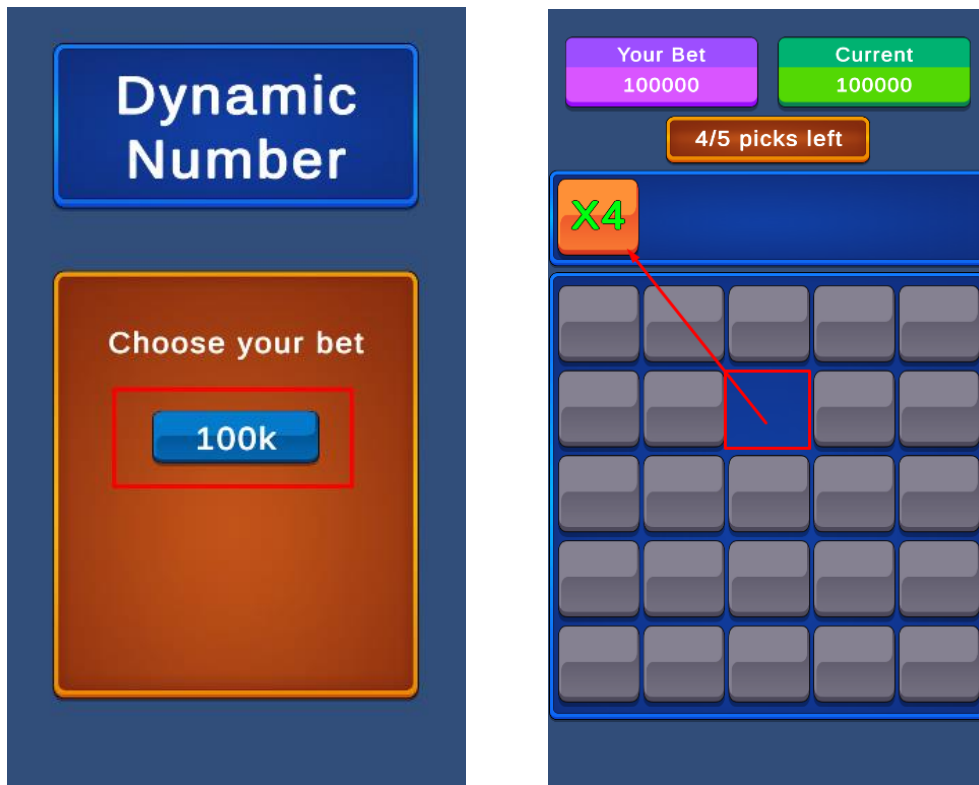 Dynamic
Number
Choose your bet
100k
Your Bet
100000
Current
100000
4/5 picks left
X4